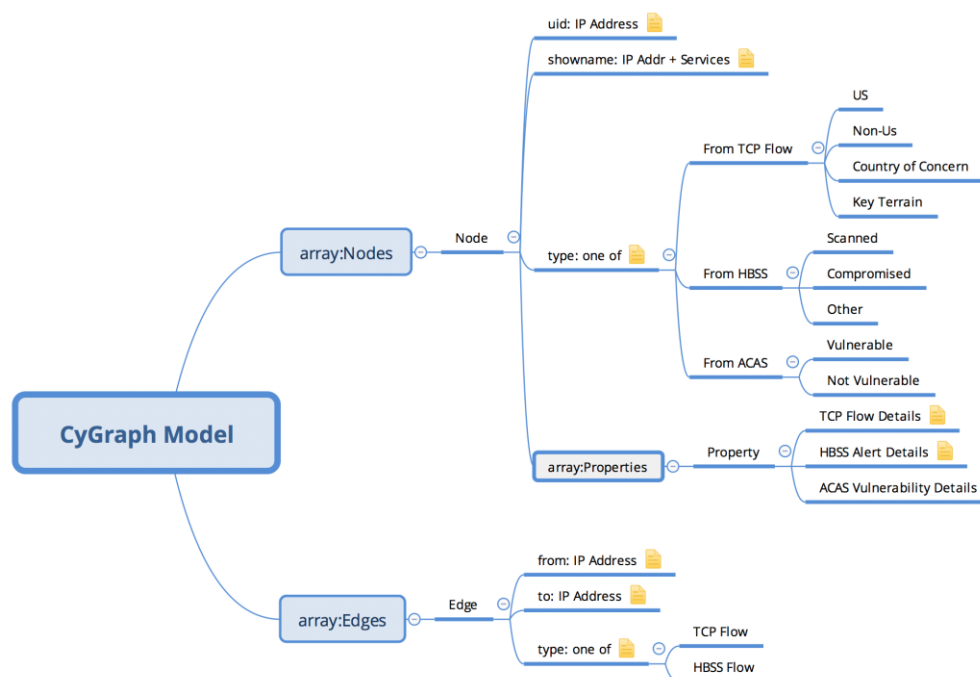 uid: IP Address
showname: IP Addr + Services
US
From TCP Flow
Non-Us
Country of Concern
Key Terrain
array:Nodes
Node
type: one of
Scanned
From HBSS
Compromised
Other
Vulnerable
From ACAS
Not Vulnerable
CyGraph Model
TCP Flow Details
array:Properties
Property
HBSS Alert Details
ACAS Vulnerability Details
from: IP Address
array:Edges
Edge
to: IP Address
type: one of
TCP Flow
HBSS Flow